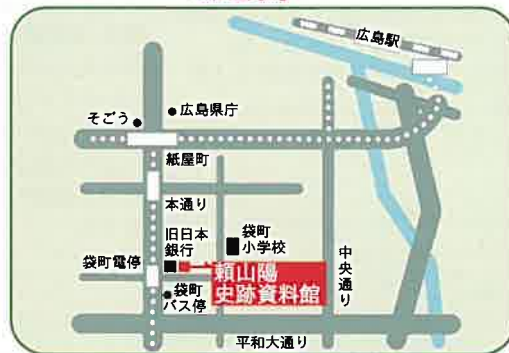 広島駅
広島県庁
そごう
紙屋町
本通り
旧日本
銀行
袋町
小学校
袋町電停
頼山陽
史跡資料館
中央通り
袋町
バス停
平和大通り